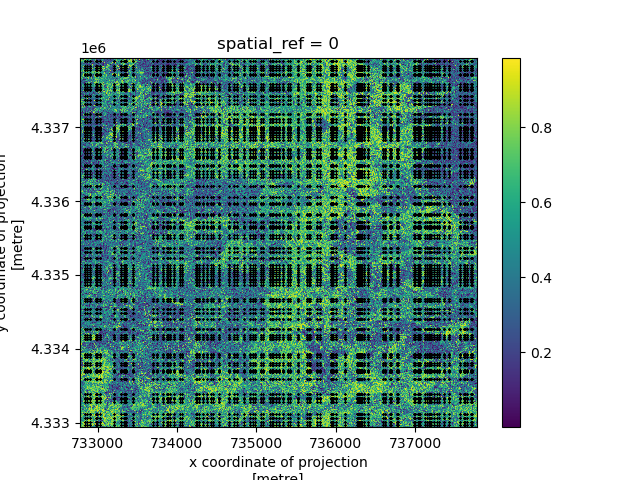 spatial_ref = 0
1e6
4.337
4.336
4.335
4.334
4.333
y coordinate of projection
[metre]
733000 734000 735000 736000 737000
x coordinate of projection
[metre]
0.8
0.6
0.4
0.2